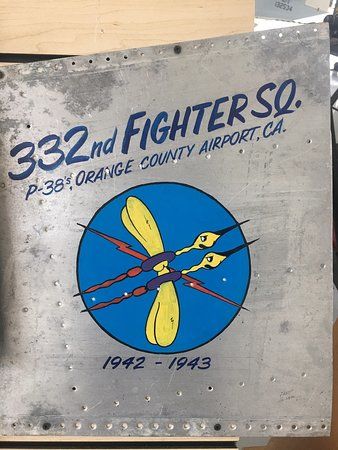 332nd FIGHTER SQ.
P-38's, ORANGE COUNTY AIRPORT, CA.
1942 - 1943